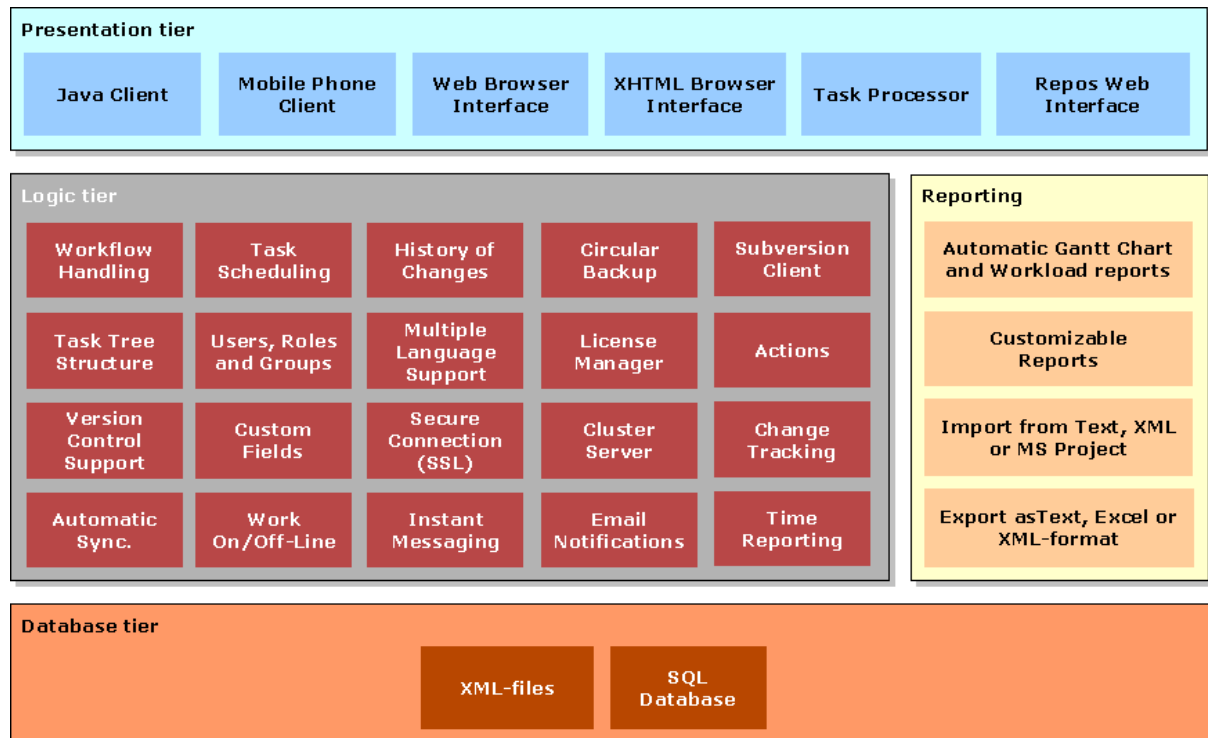 Presentation tier
Java Client
Mobile Phone
Client
Web Browser
Interface
XHTML Browser
Interface
Task Processor
Repos Web
Interface
Logic tier
Workflow
Handling
Task
Scheduling
History of
Changes
Circular
Backup
Subversion
Client
Task Tree
Structure
Users, Roles
and Groups
Multiple
Language
Support
License
Manager
Actions
Version
Control
Support
Custom
Fields
Secure
Connection
(SSL)
Cluster
Server
Change
Tracking
Automatic
Sync.
Work
On/Off-Line
Instant
Messaging
Email
Notifications
Time
Reporting
Reporting
Automatic Gantt Chart
and Workload reports
Customizable
Reports
Import from Text, XML
or MS Project
Export asText, Excel or
XML-format
Database tier
XML-files
SQL
Database